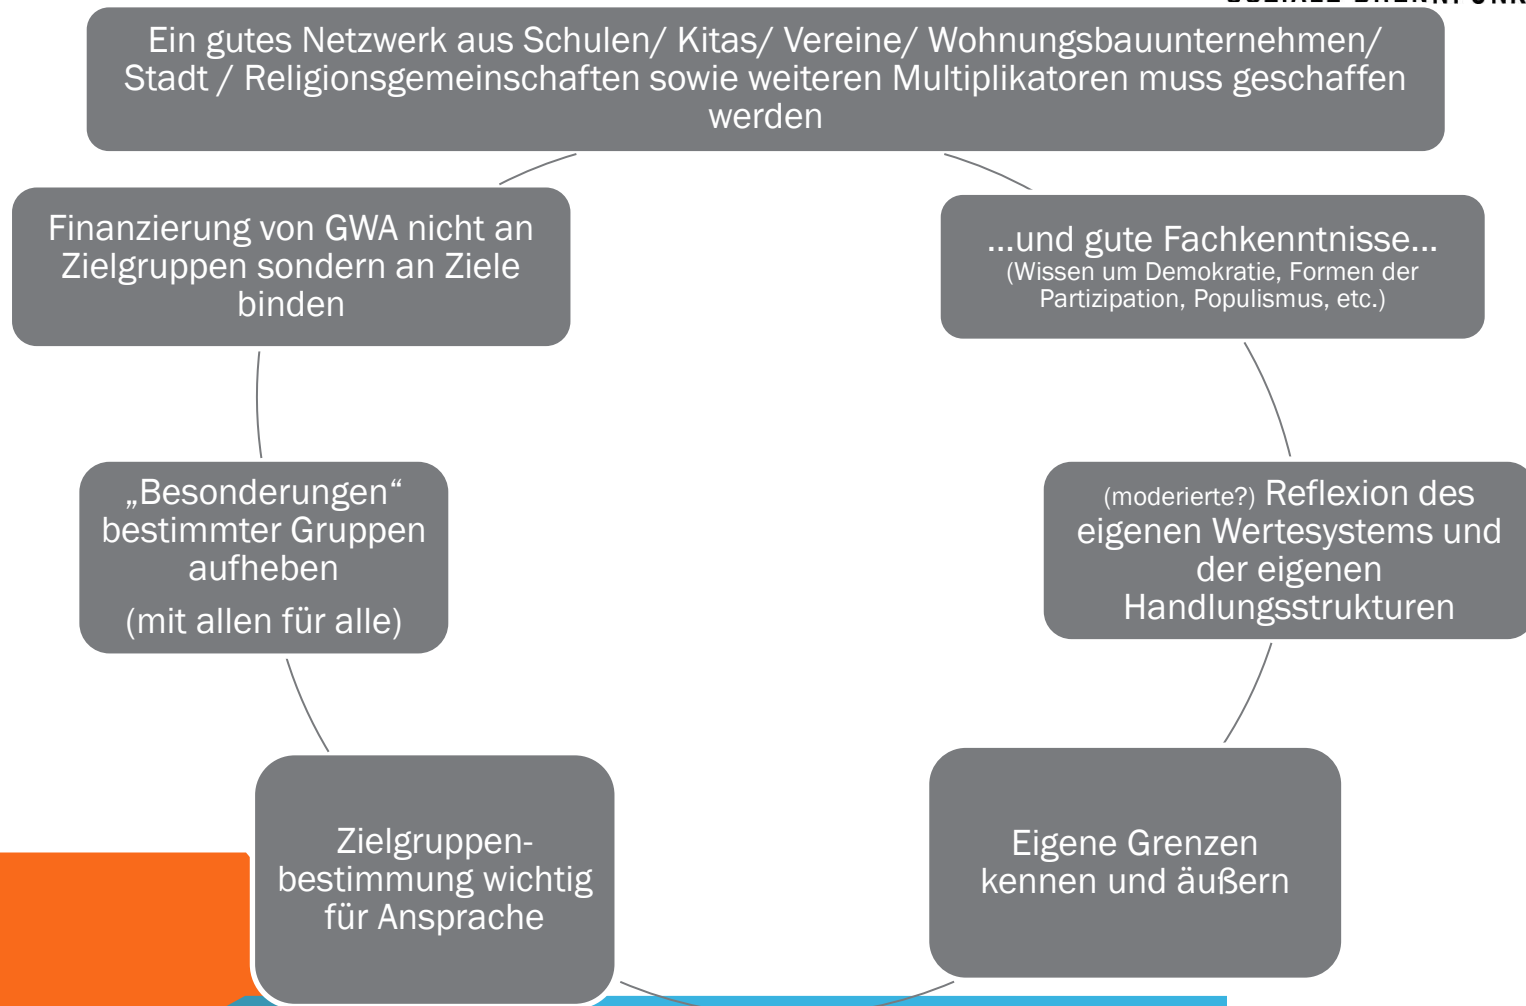 Ein gutes Netzwerk aus Schulen/ Kitas/ Vereine/ Wohnungsbauunternehmen/
Stadt / Religionsgemeinschaften sowie weiteren Multiplikatoren muss geschaffen
werden
Finanzierung von GWA nicht an
Zielgruppen sondern an Ziele
binden
...und gute Fachkenntnisse...
(Wissen um Demokratie, Formen der
Partizipation, Populismus, etc.)
„Besonderungen“
bestimmter Gruppen
aufheben
(mit allen für alle)
(moderierte?) Reflexion des
eigenen Wertesystems und
der eigenen
Handlungsstrukturen
Zielgruppen-
bestimmung wichtig
für Ansprache
Eigene Grenzen
kennen und äußern